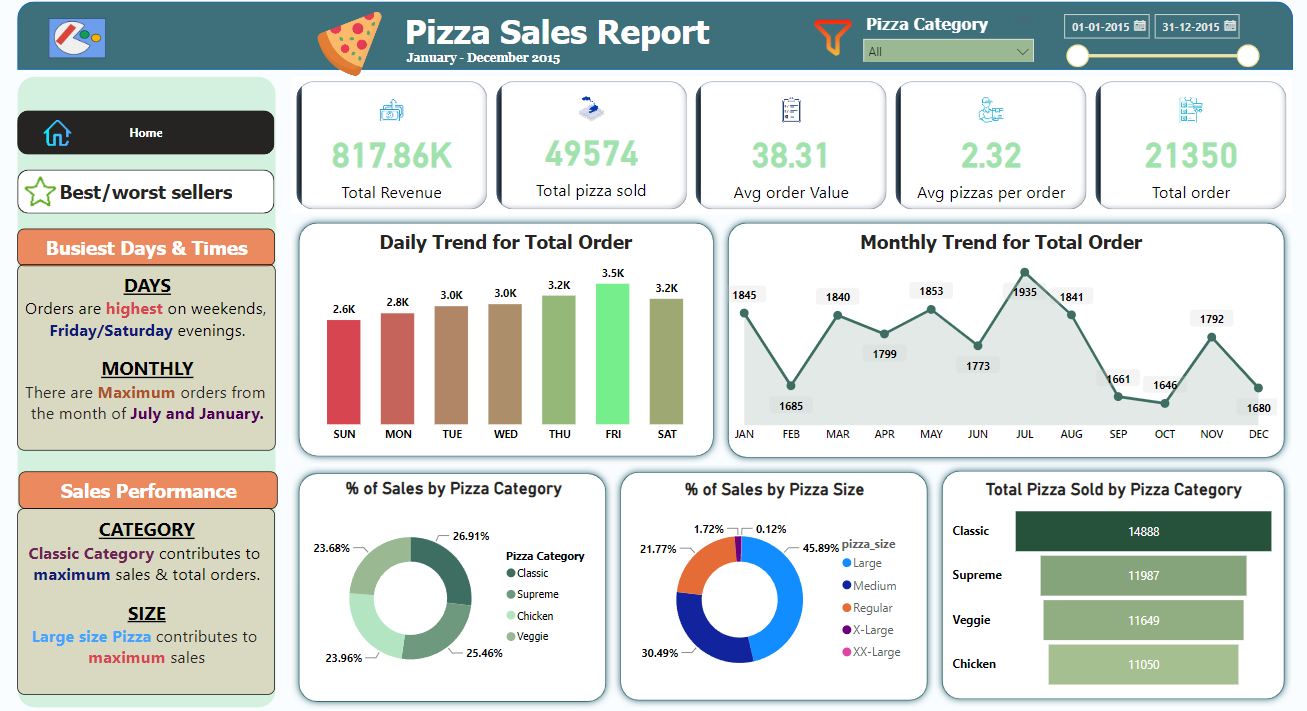 Pizza Sales Report
January - December 2015
Pizza Category
All
01-01-2015
31-12-2015
Home
Best/worst sellers
Busiest Days & Times
DAYS
Orders are highest on weekends,
Friday/Saturday evenings.
MONTHLY
There are Maximum orders from
the month of July and January.
Sales Performance
CATEGORY
Classic Category contributes to
maximum sales & total orders.
SIZE
Large size Pizza contributes to
maximum sales
817.86K
Total Revenue
49574
Total pizza sold
38.31
Avg order Value
2.32
Avg pizzas per order
21350
Total order
Daily Trend for Total Order
2.6K
2.8K
3.0K
3.0K
3.2K
3.5K
3.2K
SUN MON TUE WED THU FRI SAT
Monthly Trend for Total Order
1845
1685
1840
1799
1853
1773
1935
1841
1661
1646
1792
1680
JAN FEB MAR APR MAY JUN JUL AUG SEP OCT NOV DEC
% of Sales by Pizza Category
26.91%
25.46%
23.96%
23.68%
Pizza Category
Classic
Supreme
Chicken
Veggie
% of Sales by Pizza Size
1.72%
0.12%
45.89%
30.49%
21.77%
pizza_size
Large
Medium
Regular
X-Large
XX-Large
Total Pizza Sold by Pizza Category
Classic 14888
Supreme 11987
Veggie 11649
Chicken 11050